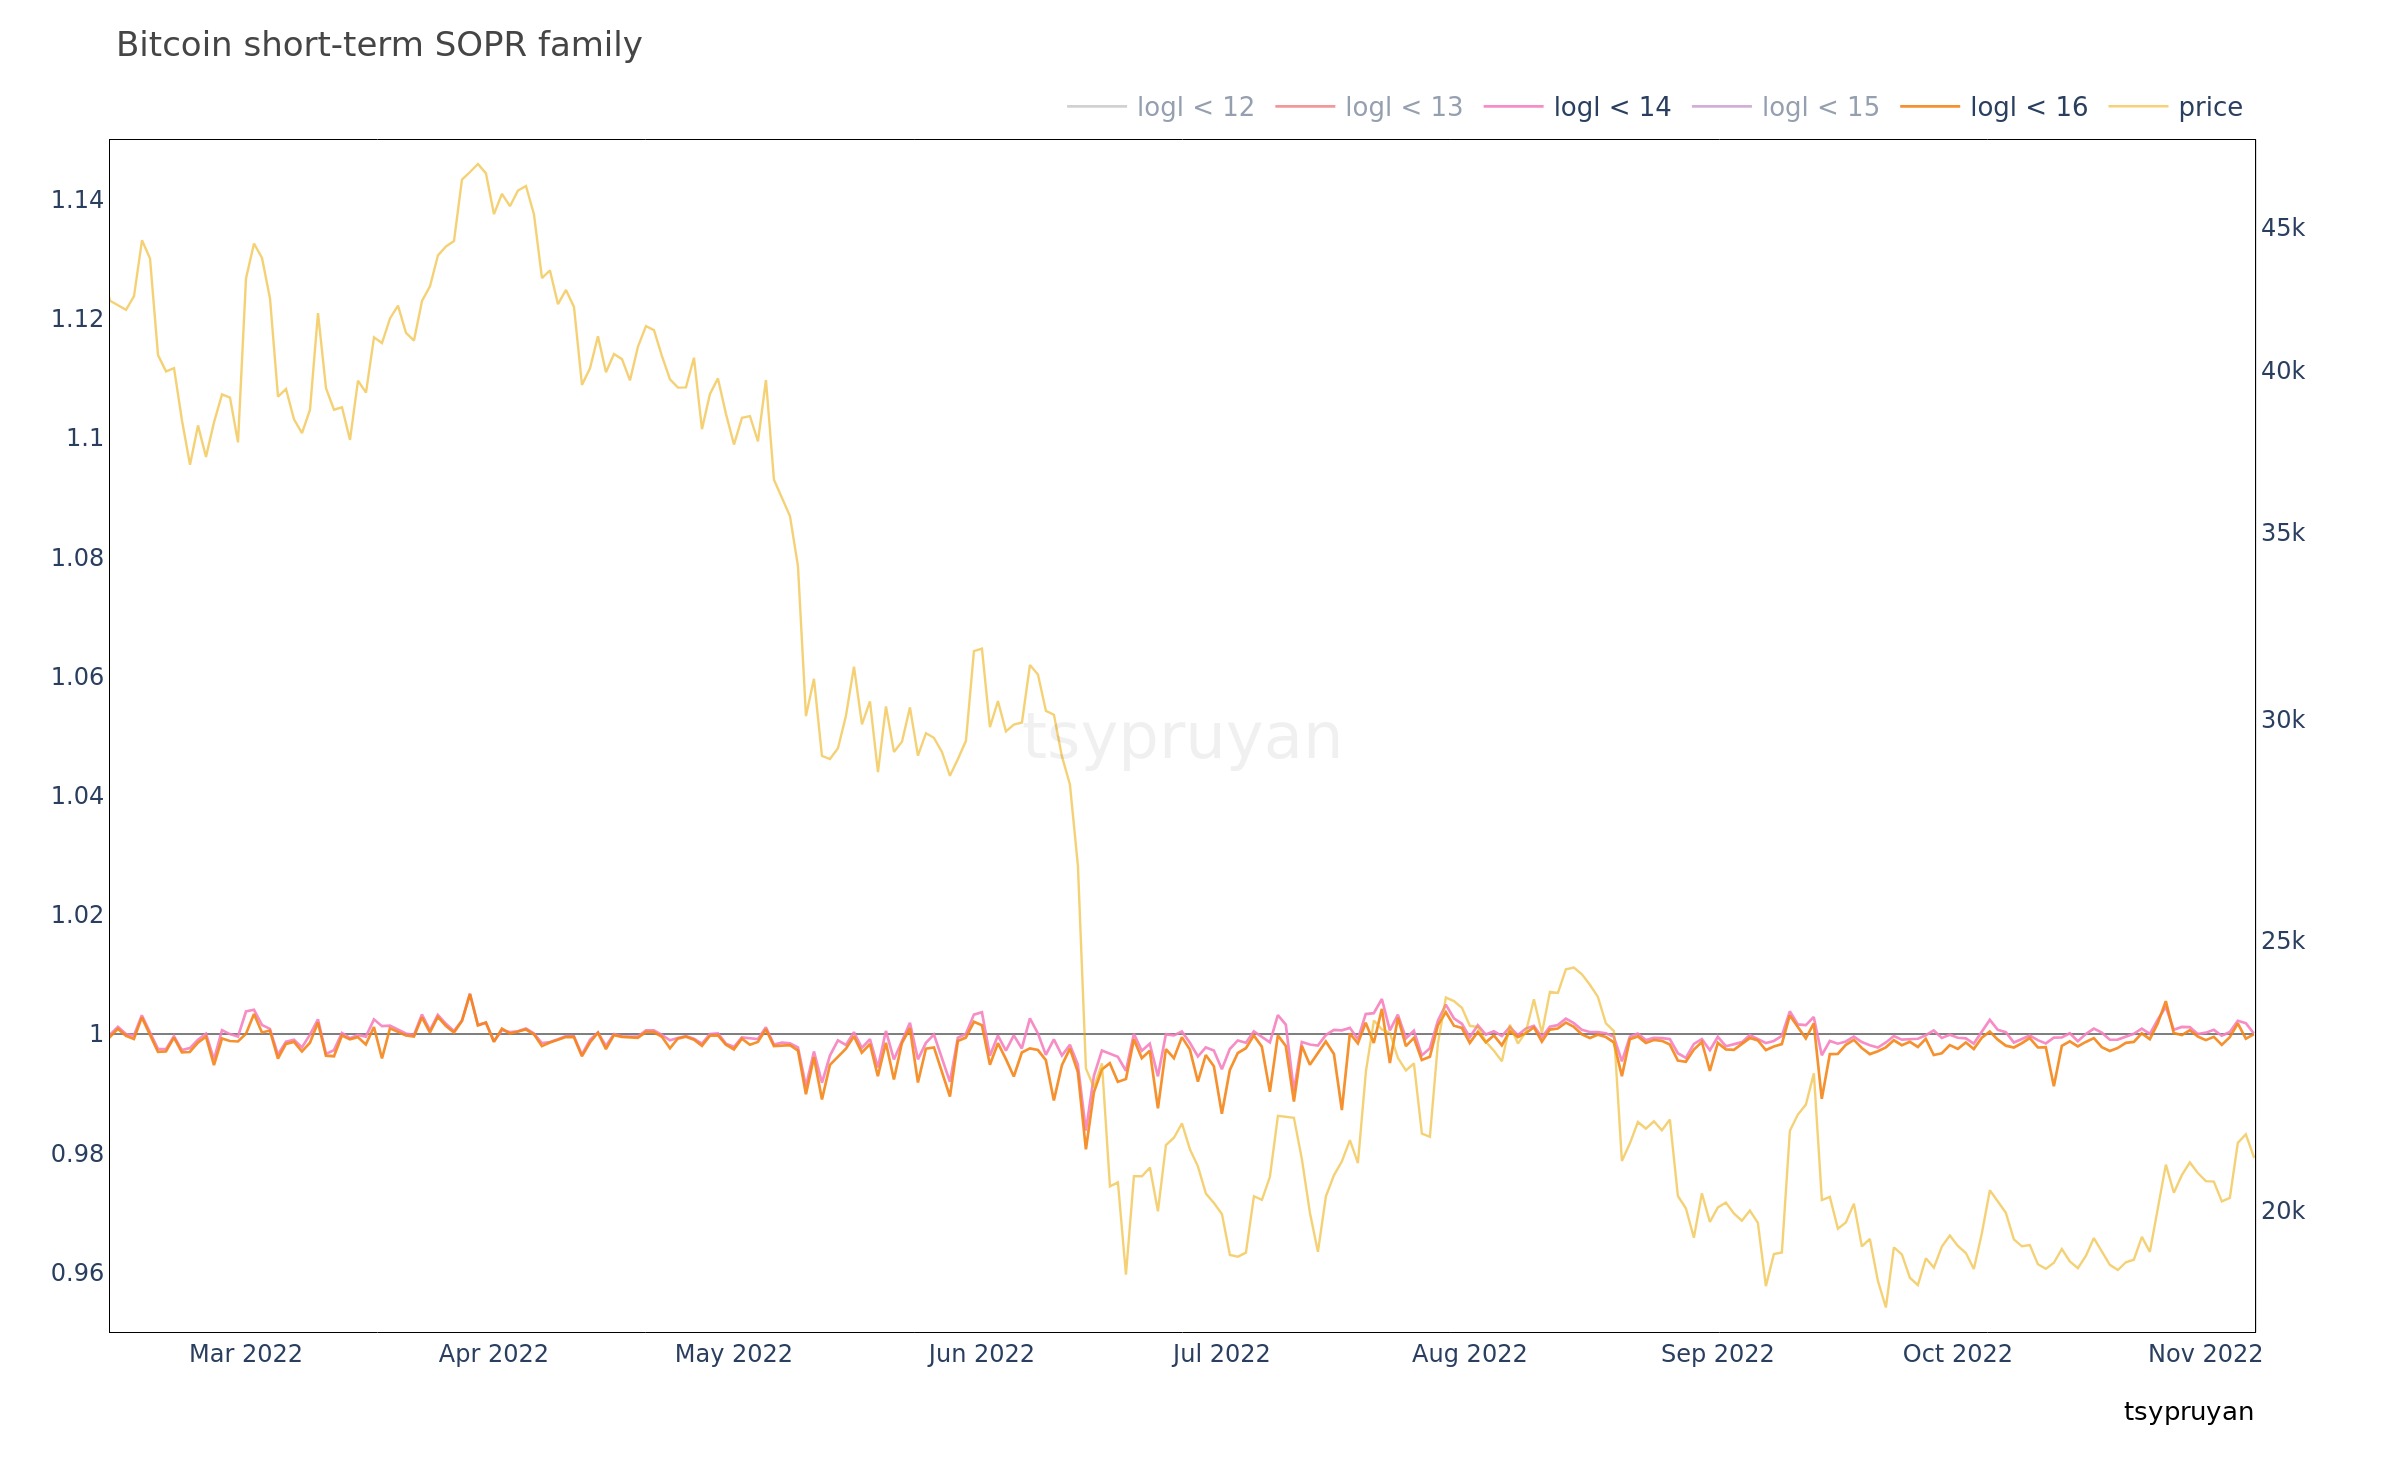 Bitcoin short-term SOPR family
logl < 12 logl < 13 logl < 14 logl < 15 logl < 16 price
1.14
1.12
1.1
1.08
1.06
1.04
1.02
1
0.98
0.96
45k
40k
35k
30k
25k
20k
tsypruyan
Mar 2022 Apr 2022 May 2022 Jun 2022 Jul 2022 Aug 2022 Sep 2022 Oct 2022 Nov 2022
tsypruyan